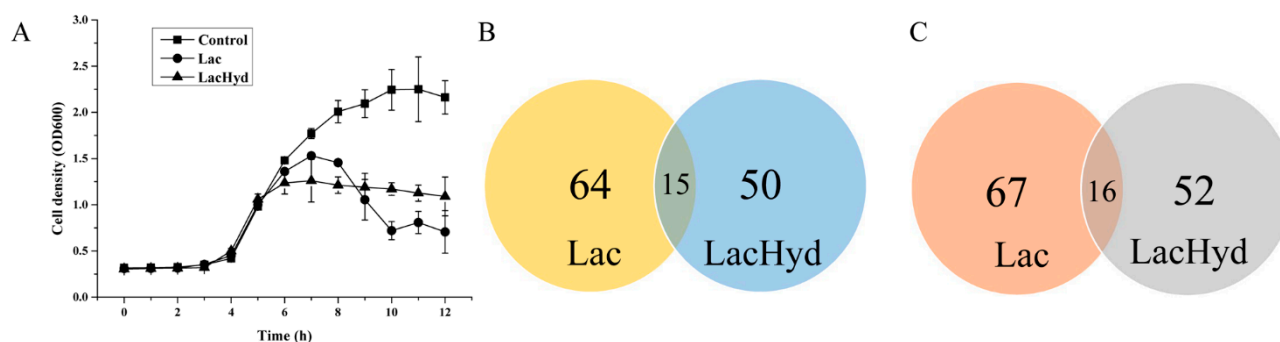 A
Control
Lac
LacHyd
Cell density (OD600)
3.0
2.5
2.0
1.5
1.0
0.5
0.0
0 2 4 6 8 10 12
Time (h)
B
64 15 50
Lac LacHyd
C
67 16 52
Lac LacHyd